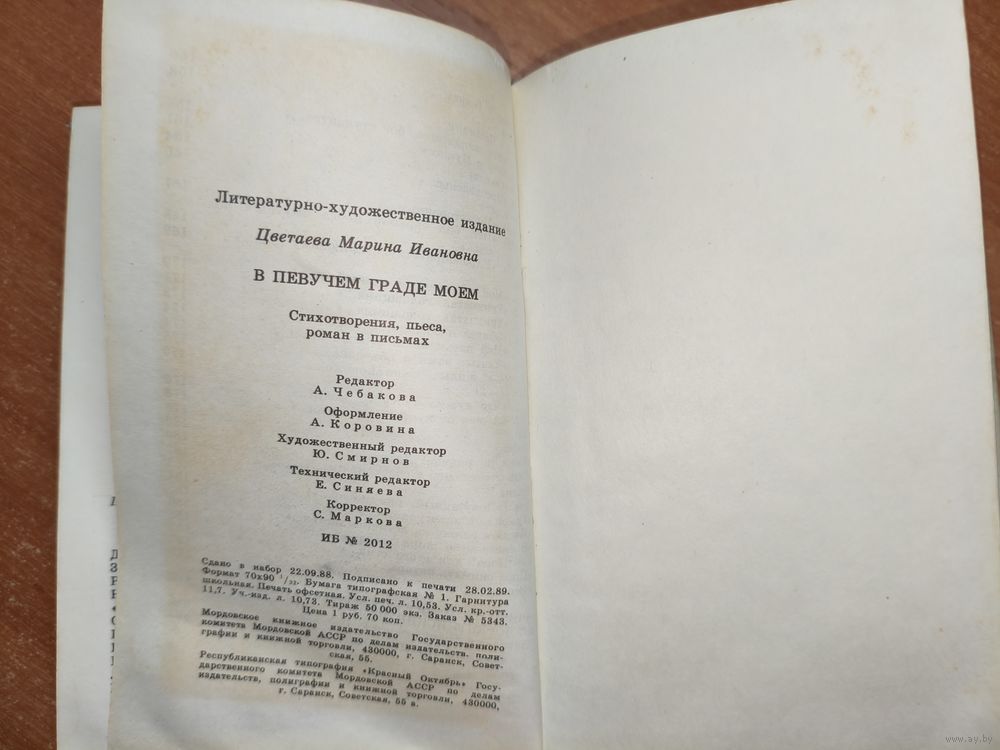 Литературно-художественное издание
Цветаева Марина Ивановна
В ПЕВУЧЕМ ГРАДЕ МОЕМ
Стихотворения, пьеса,
роман в письмах
Редактор
А. Чебакова
Оформление
А. Коровина
Художественный редактор
Ю. Смирнов
Технический редактор
Е. Синяева
Корректор
С. Маркова
ИБ № 2012
Сдано в набор 22.09.88. Подписано к печати 28.02.89.
Формат 70х90 1/32. Бумага типографская № 1. Гарнитура
школьная. Печать офсетная. Усл. печ. л. 10,53. Усл. кр.-отт.
11,7. Уч.-изд. л. 10,73. Тираж 50 000 экз. Заказ № 5343.
Цена 1 руб. 70 коп.
Мордовское книжное издательство Государственного
комитета Мордовской АССР по делам издательств, поли-
графии и книжной торговли, 430000, г. Саранск, Совет-
ская, 55.
Республиканская типография «Красный Октябрь» Госу-
дарственного комитета Мордовской АССР по делам
издательств, полиграфии и книжной торговли, 430000,
г. Саранск, Советская, 55 а.
www.ay.by